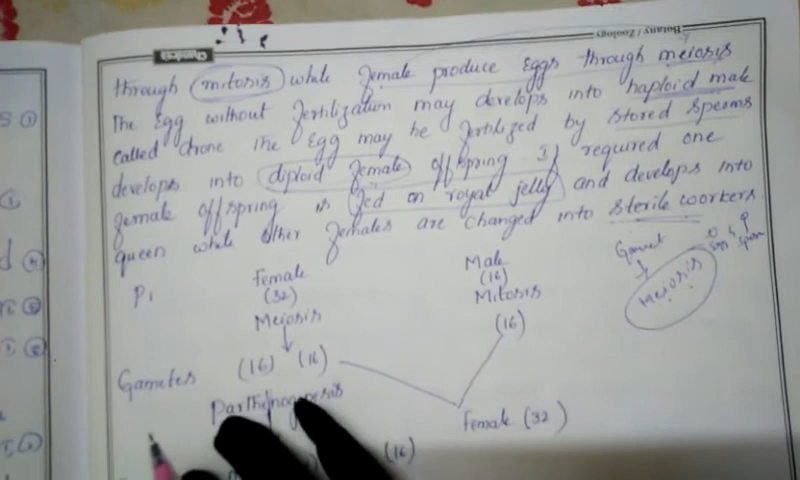 Botany / Zoology
through mitosis while female produce Eggs through meiosis
The Egg without fertilization may develops into haploid male
called drone The Egg may be fertilized by stored sperms
develops into diploid female offspring If required one
female offspring is fed on royal jelly and develops into
queen while other females are changed into sterile workers.
P1 Female Male
(32) (16)
Meiosis Mitosis
Gamet
Meiosis
(16)
Gametes (16) (16)
Female (32)
(16)